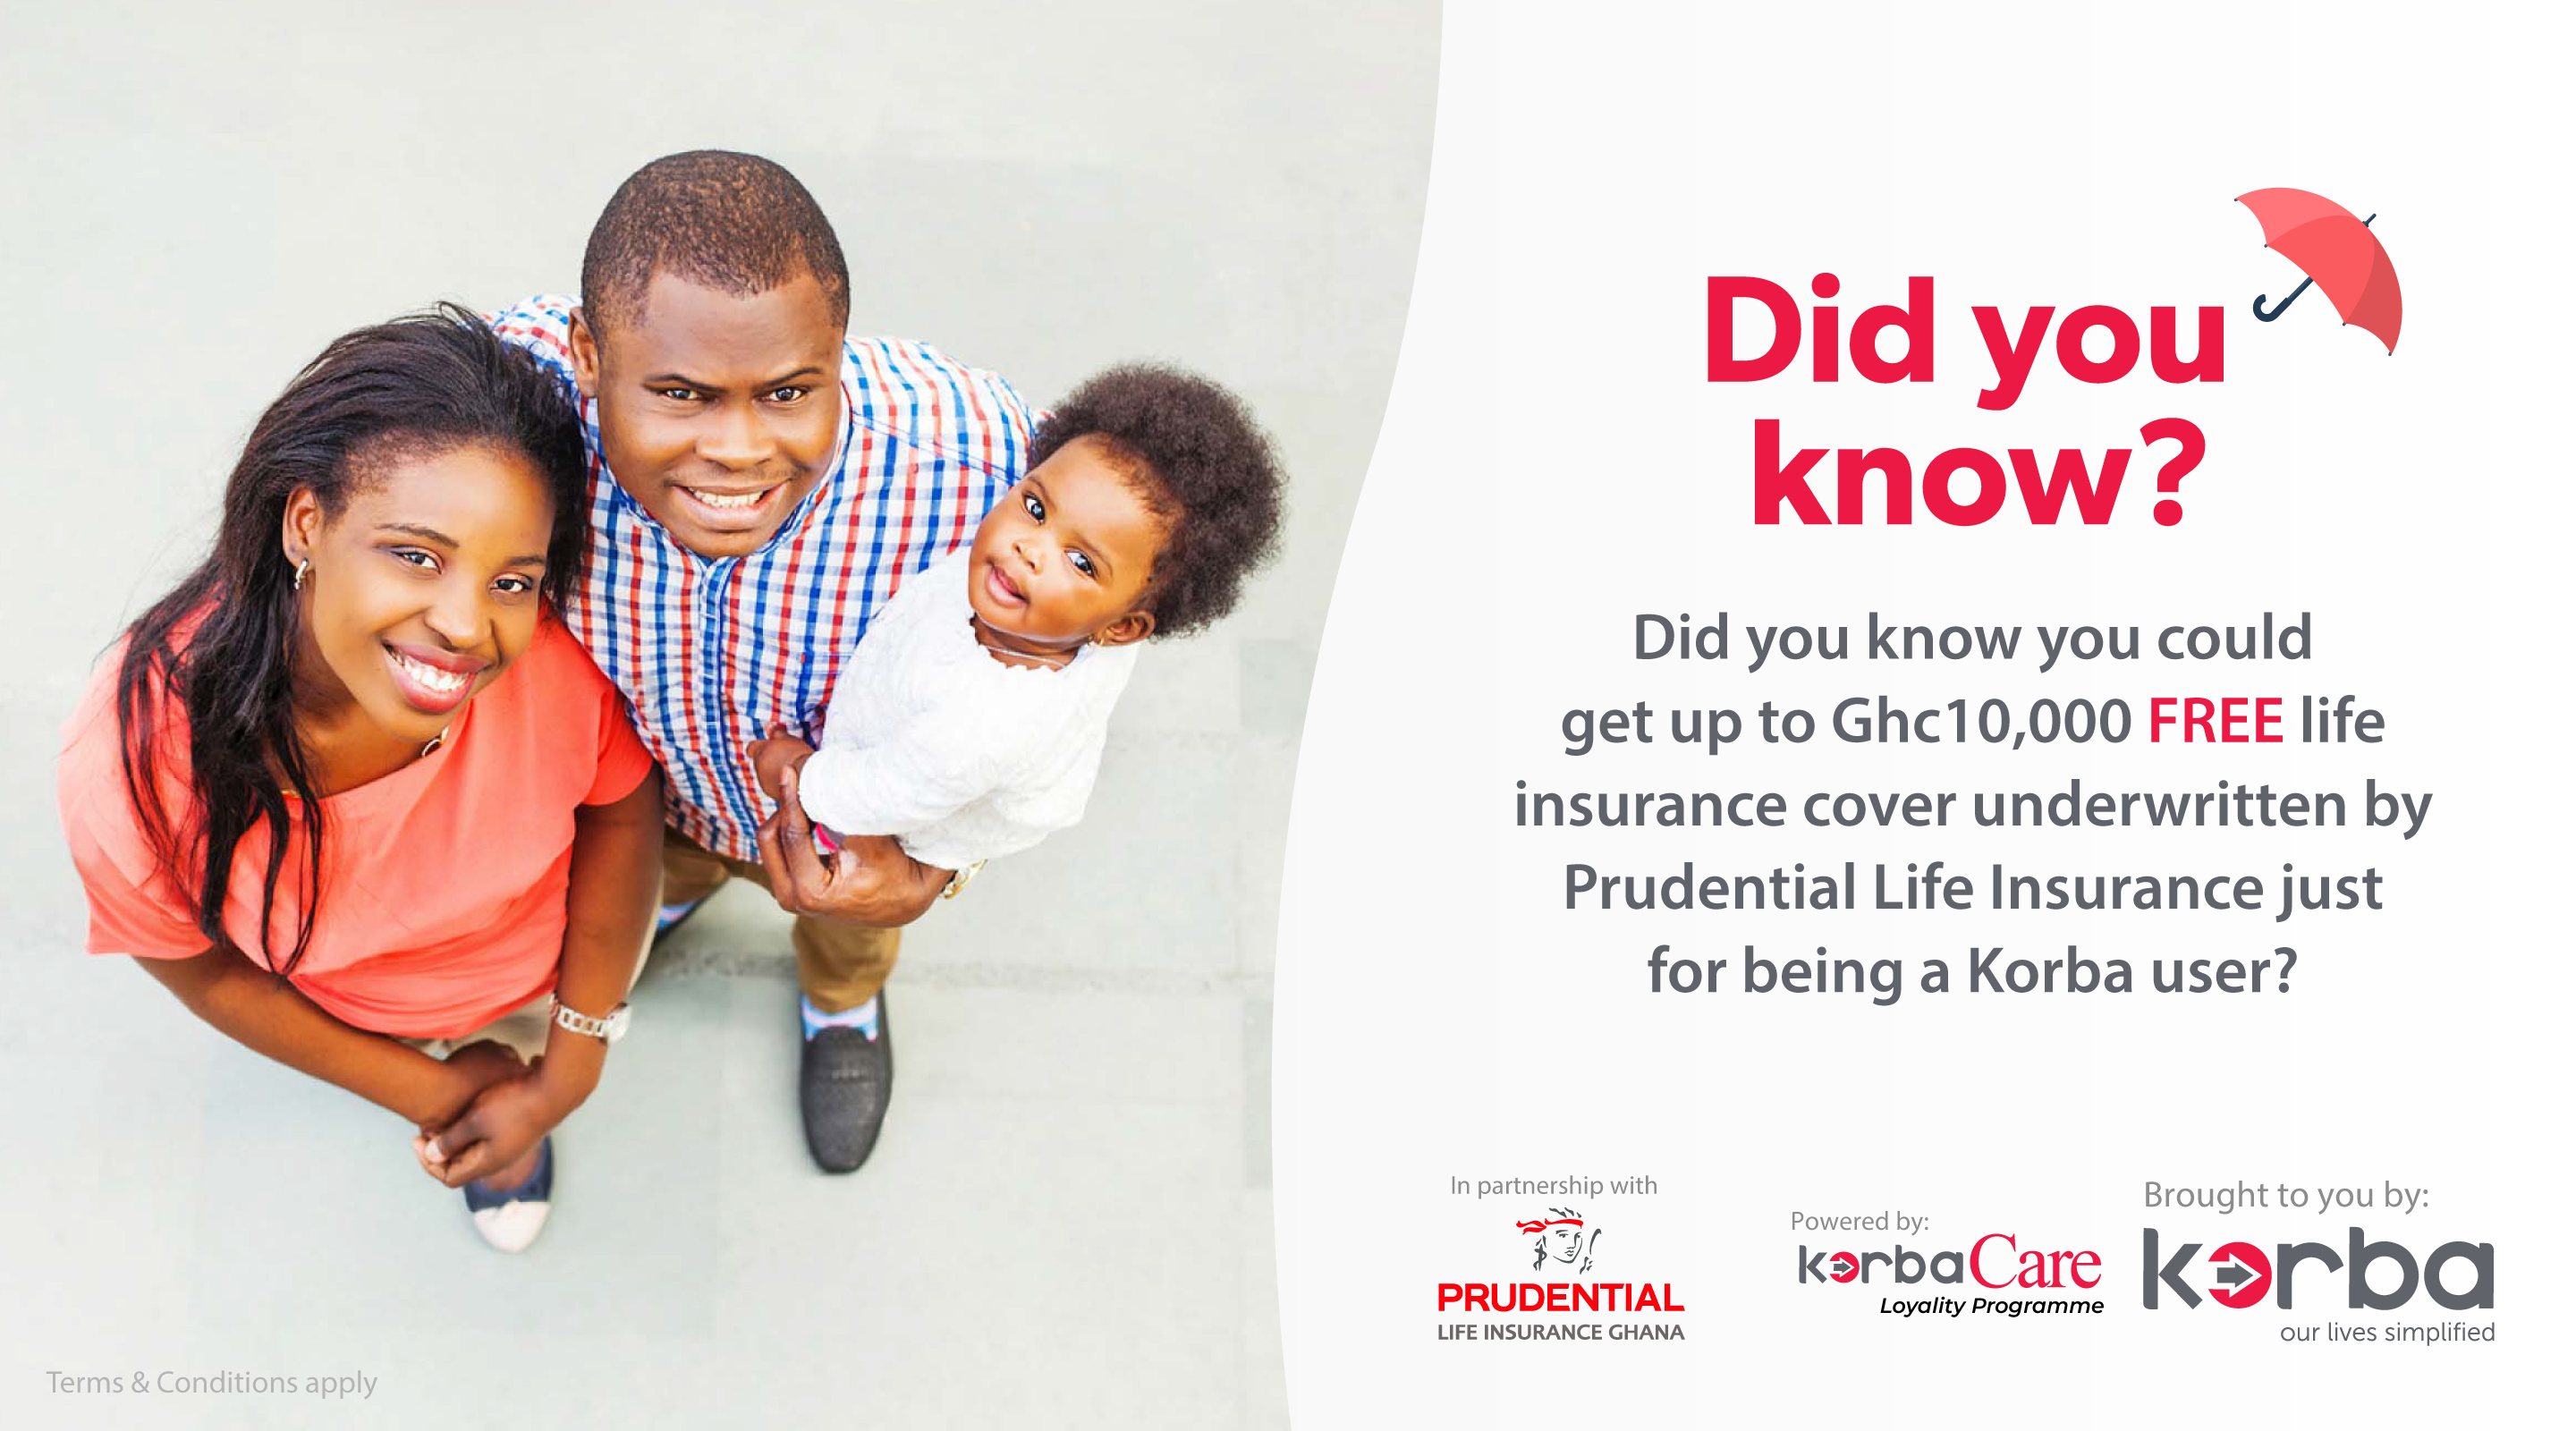 Did you
know?
Did you know you could
get up to Ghc10,000 FREE life
insurance cover underwritten by
Prudential Life Insurance just
for being a Korba user?
In partnership with
PRUDENTIAL
LIFE INSURANCE GHANA
Powered by:
korbaCare
Loyality Programme
Brought to you by:
korba
our lives simplified
Terms & Conditions apply